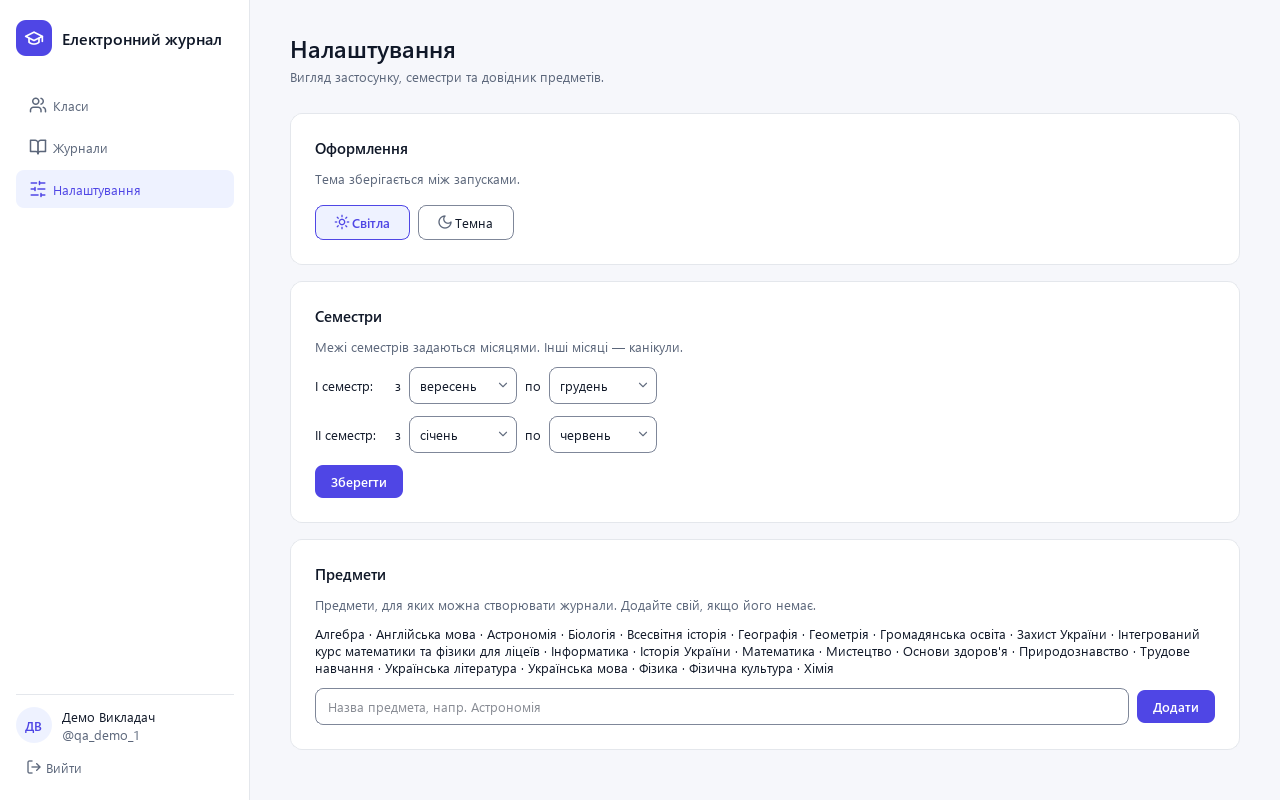 Електронний журнал
Класи
Журнали
Налаштування
Демо Викладач
ДВ
@qa_demo_1
Вийти
Налаштування
Вигляд застосунку, семестри та довідник предметів.
Оформлення
Тема зберігається між запусками.
Світла
Темна
Семестри
Межі семестрів задаються місяцями. Інші місяці — канікули.
I семестр: з вересень по грудень
II семестр: з січень по червень
Зберегти
Предмети
Предмети, для яких можна створювати журнали. Додайте свій, якщо його немає.
Алгебра · Англійська мова · Астрономія · Біологія · Всесвітня історія · Географія · Геометрія · Громадянська освіта · Захист України · Інтегрований
курс математики та фізики для ліцеїв · Інформатика · Історія України · Математика · Мистецтво · Основи здоров'я · Природознавство · Трудове
навчання · Українська література · Українська мова · Фізика · Фізична культура · Хімія
Назва предмета, напр. Астрономія
Додати